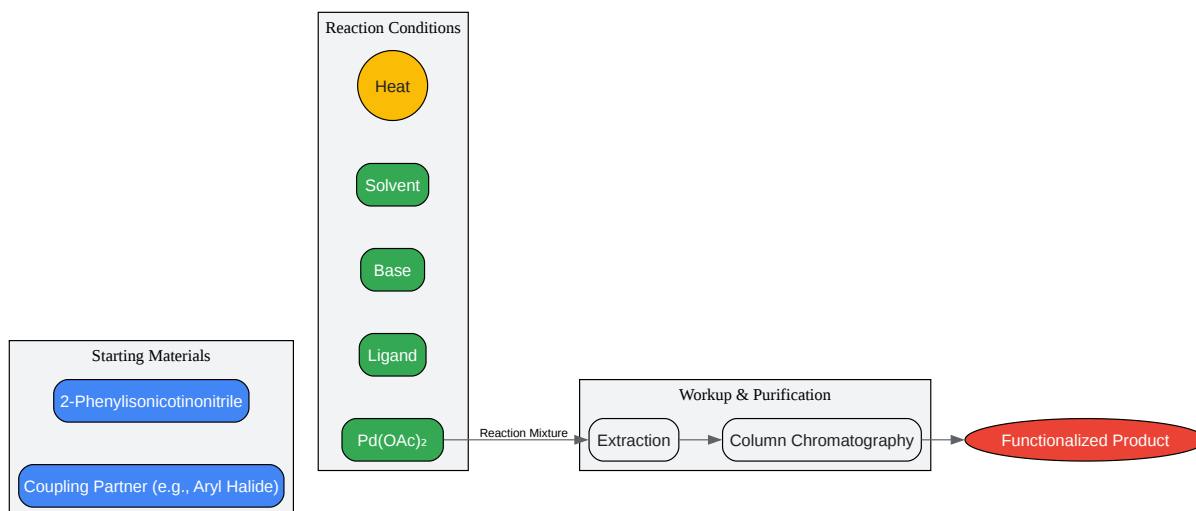 Reaction Conditions
Heat
Solvent
Base
Ligand
Pd(OAc)₂
Starting Materials
2-Phenylisonicotinonitrile
Coupling Partner (e.g., Aryl Halide)
Reaction Mixture
Workup & Purification
Extraction
Column Chromatography
Functionalized Product